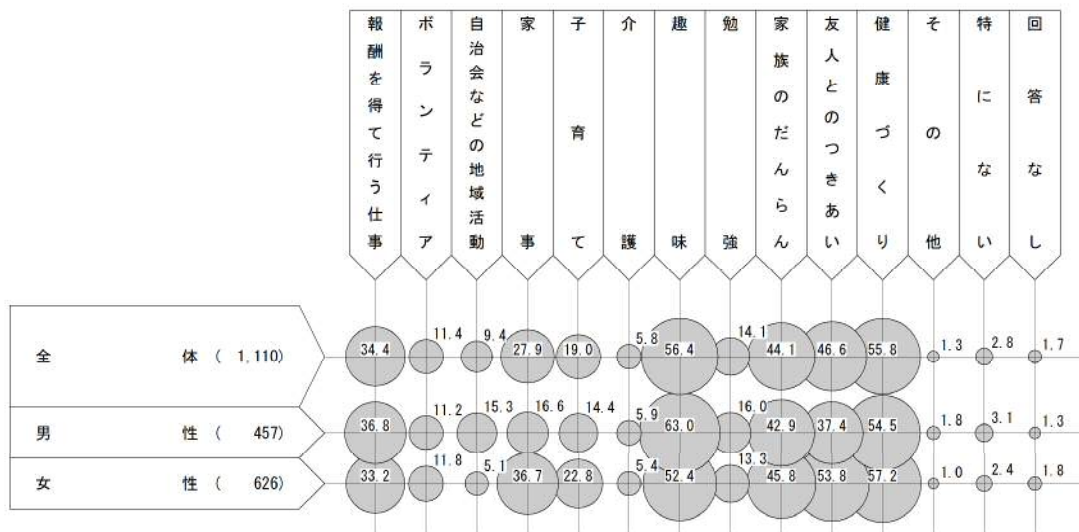 報酬を得て行う仕事
ボランティア
自治会などの地域活動
家事
子育て
介護
趣味
勉強
家族のだんらん
友人とのつきあい
健康づくり
その他
特にない
回答なし
全体 ( 1,110) 34.4 11.4 9.4 27.9 19.0 5.8 56.4 14.1 44.1 46.6 55.8 1.3 2.8 1.7
男性 ( 457) 36.8 11.2 15.3 16.6 14.4 5.9 63.0 16.0 42.9 37.4 54.5 1.8 3.1 1.3
女性 ( 626) 33.2 11.8 5.1 36.7 22.8 5.4 52.4 13.3 45.8 53.8 57.2 1.0 2.4 1.8